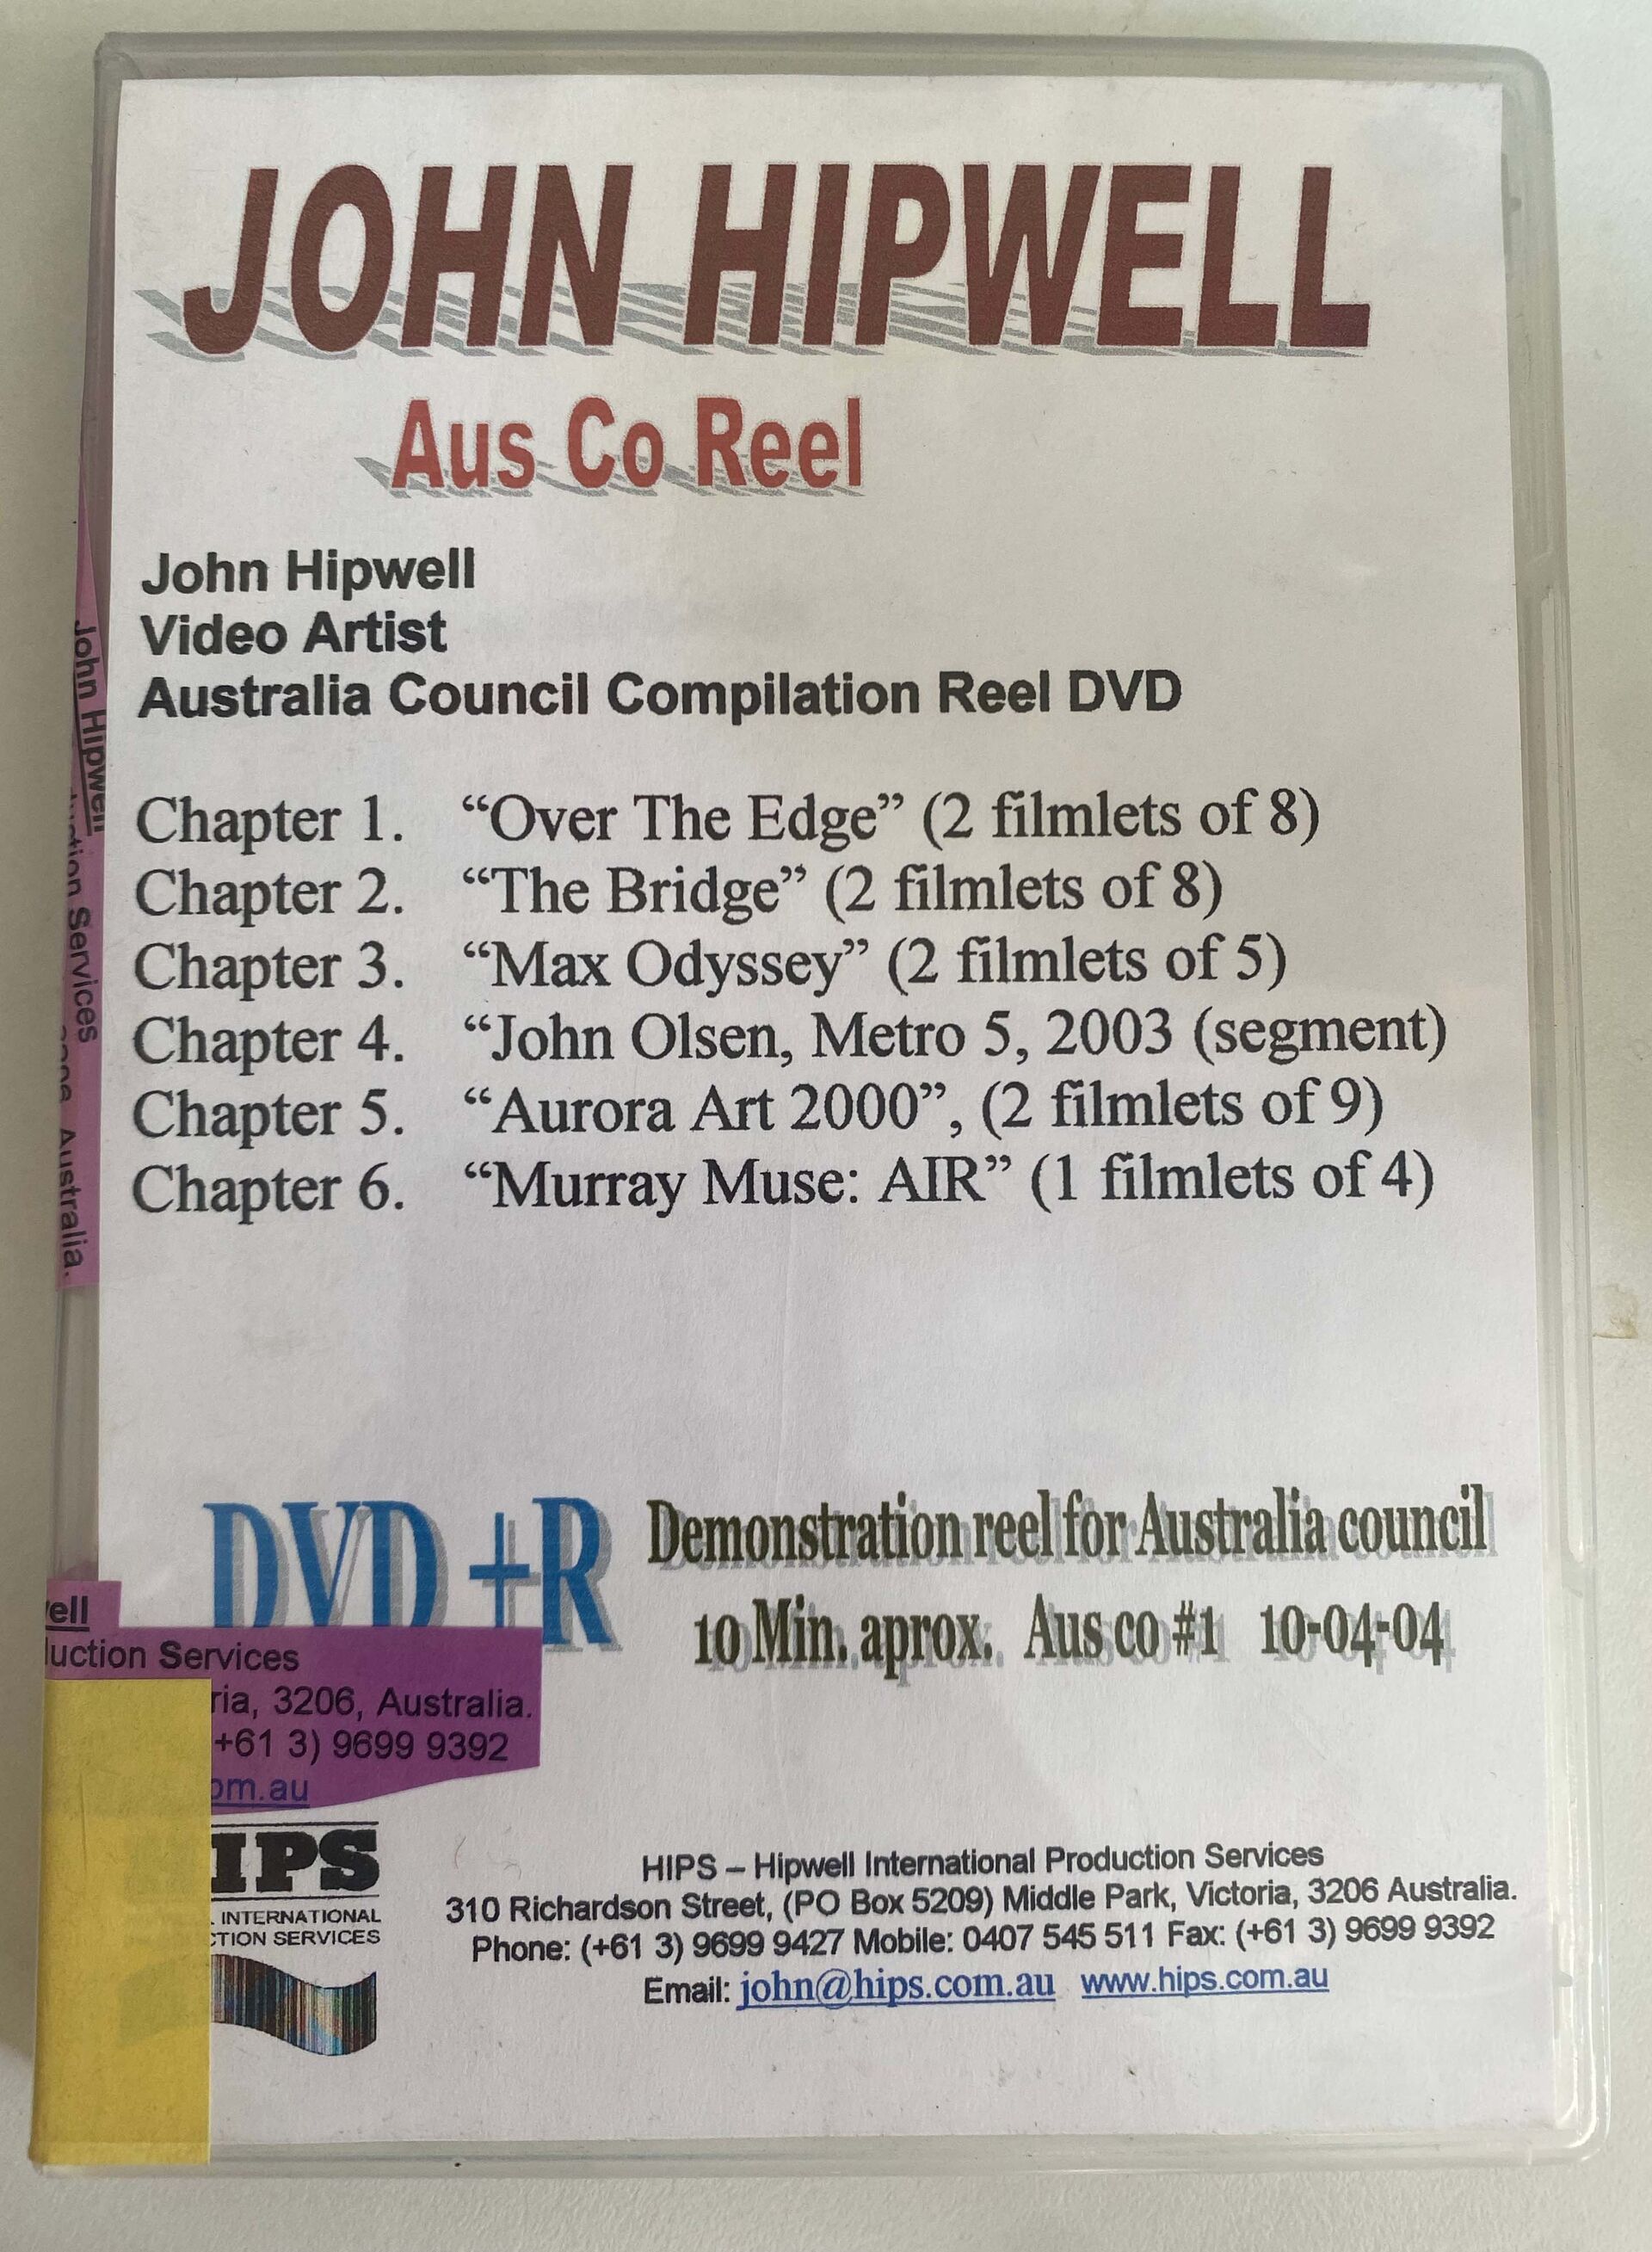 JOHN HIPWELL
Aus Co Reel
John Hipwell
Video Artist
Australia Council Compilation Reel DVD
Chapter 1. “Over The Edge” (2 filmlets of 8)
Chapter 2. “The Bridge” (2 filmlets of 8)
Chapter 3. “Max Odyssey” (2 filmlets of 5)
Chapter 4. “John Olsen, Metro 5, 2003 (segment)
Chapter 5. “Aurora Art 2000”, (2 filmlets of 9)
Chapter 6. “Murray Muse: AIR” (1 filmlets of 4)
DVD +R
Demonstration reel for Australia council
10 Min. aprox. Aus co #1 10-04-04
ell
uction Services
ria, 3206, Australia.
+61 3) 9699 9392
om.au
IPS
INTERNATIONAL
CTION SERVICES
HIPS – Hipwell International Production Services
310 Richardson Street, (PO Box 5209) Middle Park, Victoria, 3206 Australia.
Phone: (+61 3) 9699 9427 Mobile: 0407 545 511 Fax: (+61 3) 9699 9392
Email: john@hips.com.au www.hips.com.au
John Hipwell
Services
Australia.